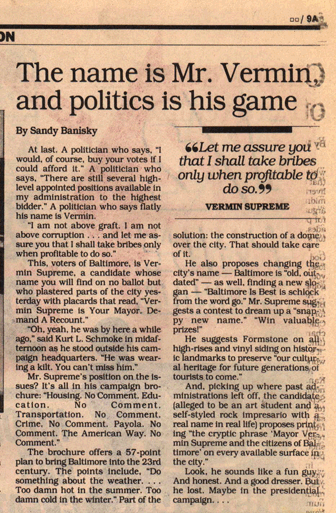 / 9A
ON
The name is Mr. Vermin,
and politics is his game
By Sandy Banisky
At last. A politician who says, "I
would, of course, buy your votes if I
could afford it." A politician who
says, "There are still several high-
level appointed positions available in
my administration to the highest
bidder." A politician who says flatly
his name is Vermin.
"I am not above graft. I am not
above corruption . . . and let me as-
sure you that I shall take bribes only
when profitable to do so."
This, voters of Baltimore, is Ver-
min Supreme, a candidate whose
name you will find on no ballot but
who plastered parts of the city yes-
terday with placards that read, "Ver-
min Supreme is Your Mayor. De-
mand A Recount."
"Oh, yeah, he was by here a while
ago," said Kurt L. Schmoke in midaf-
ternoon as he stood outside his cam-
paign headquarters. "He was wear-
ing a kilt. You can't miss him."
Mr. Supreme's position on the is-
sues? It's all in his campaign bro-
chure: "Housing. No Comment. Edu-
cation. No Comment.
Transportation. No Comment.
Crime. No Comment. Payola. No
Comment. The American Way. No
Comment."
The brochure offers a 57-point
plan to bring Baltimore into the 23rd
century. The points include, "Do
something about the weather. . . .
Too damn hot in the summer. Too
damn cold in the winter." Part of the
“Let me assure you
that I shall take bribes
only when profitable to
do so.”
VERMIN SUPREME
solution: the construction of a dome
over the city. That should take care
of it.
He also proposes changing the
city's name — Baltimore is "old, out-
dated" — as well, finding a new slo-
gan — "Baltimore is Best is schlock
from the word go." Mr. Supreme sug-
gests a contest to dream up a "snap-
py new name." "Win valuable
prizes!"
He suggests Formstone on all
high-rises and vinyl siding on histor-
ic landmarks to preserve "our cultur-
al heritage for future generations of
tourists to come."
And, picking up where past ad-
ministrations left off, the candidate
(alleged to be an art student and
self-styled rock impresario with a
real name in real life) proposes print-
ing "the cryptic phrase 'Mayor Ver-
min Supreme and the citizens of Bal-
timore' on every available surface in
the city."
Look, he sounds like a fun guy.
And honest. And a good dresser. But
he lost. Maybe in the presidential
campaign. . . .